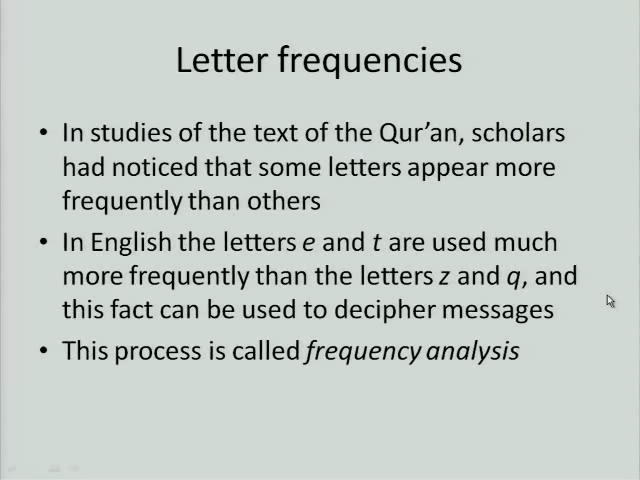 Letter frequencies
• In studies of the text of the Qur’an, scholars
had noticed that some letters appear more
frequently than others
• In English the letters e and t are used much
more frequently than the letters z and q, and
this fact can be used to decipher messages
• This process is called frequency analysis